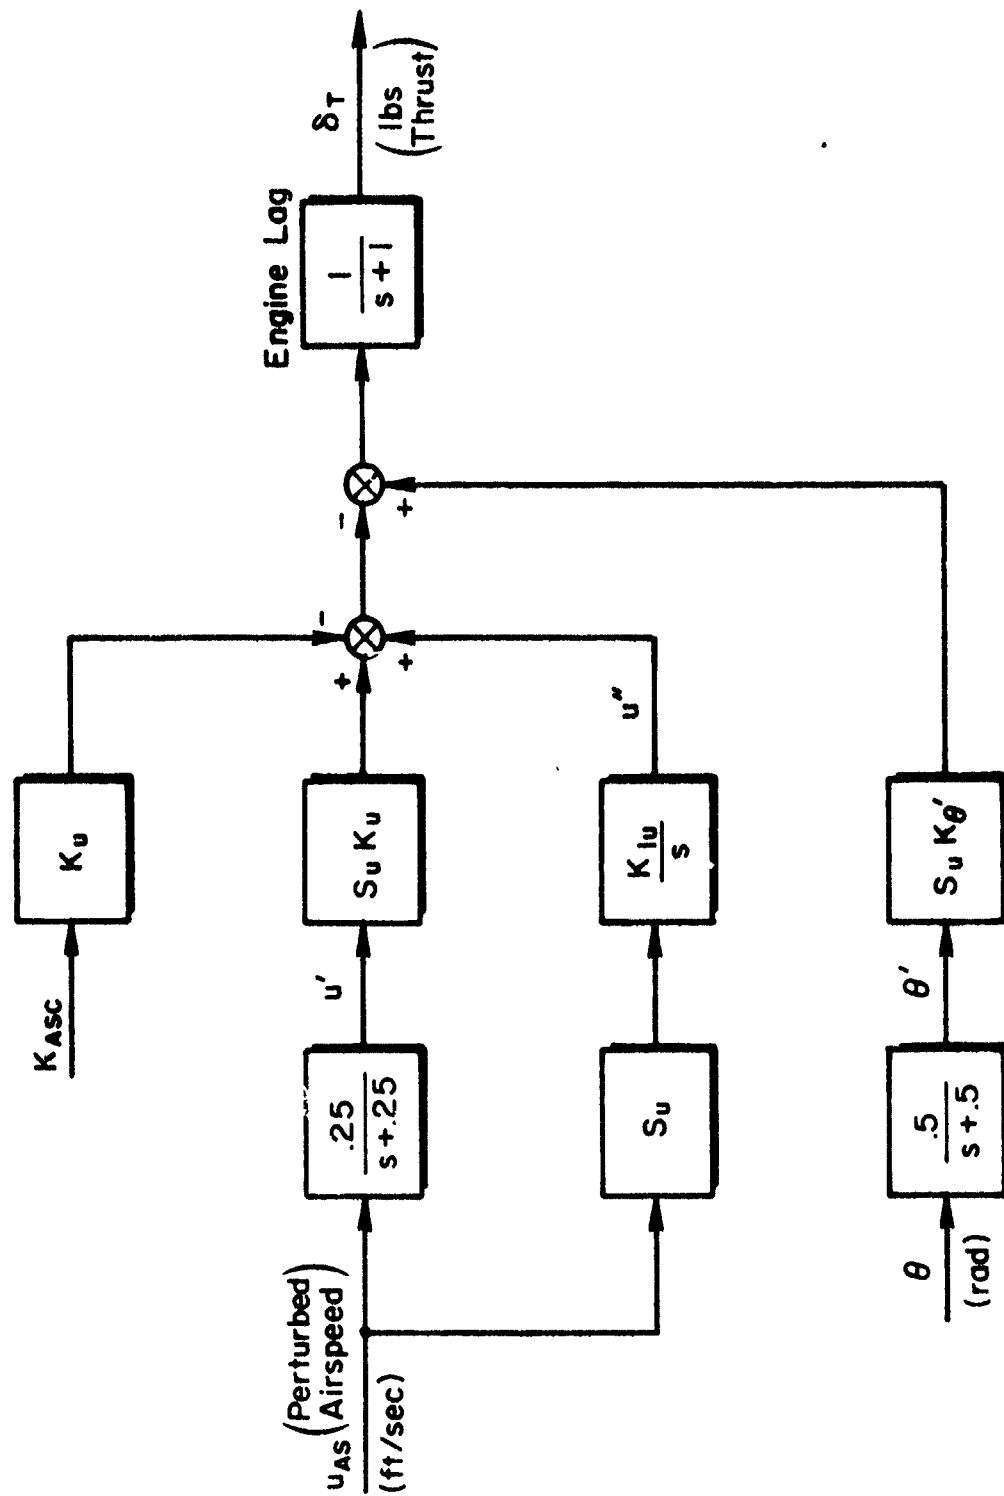 K_ASC
K_u
u_AS (Perturbed
Airspeed)
(ft/sec)
.25
s+.25
u'
S_u K_u
+
-
+
-
+
Engine Lag
1
s+1
δ_T
(lbs
Thrust)
S_u
K_Iu
s
u"
θ
(rad)
.5
s+.5
θ'
S_u K_θ'